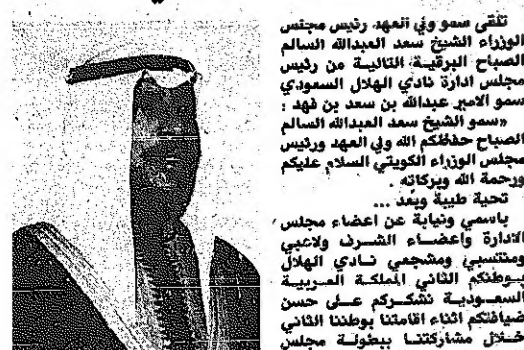 تلقى سمو ولي العهد رئيس مجلس
الوزراء الشيخ سعد العبدالله السالم
الصباح البرقية التالية من رئيس
مجلس ادارة نادي الهلال السعودي
سمو الامير عبدالله بن سعد بن فهد :
«سمو الشيخ سعد العبدالله السالم
الصباح حفظكم الله ولي العهد ورئيس
مجلس الوزراء الكويتي السلام عليكم
ورحمة الله وبركاته .
تحية طيبة وبعد ...
باسمي ونيابة عن اعضاء مجلس
الادارة واعضاء الشرف ولاعبي
ومنتسبي ومشجعي نادي الهلال
بوطنكم الثاني المملكة العربية
السعودية نشكركم على حسن
ضيافتكم اثناء اقامتنا بوطننا الثاني
خلال مشاركتنا ببطولة مجلس